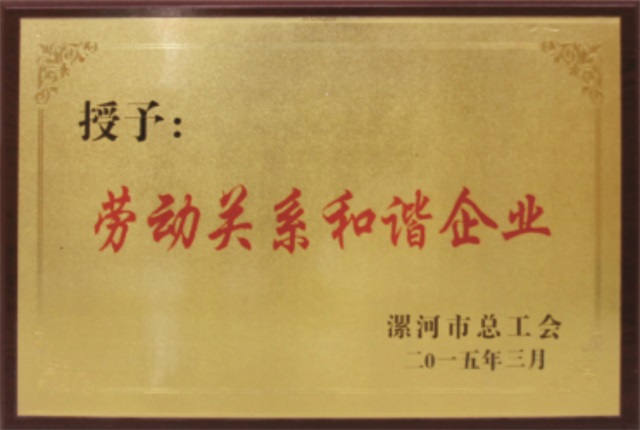 授予：
劳动关系和谐企业
漯河市总工会
二0一五年三月